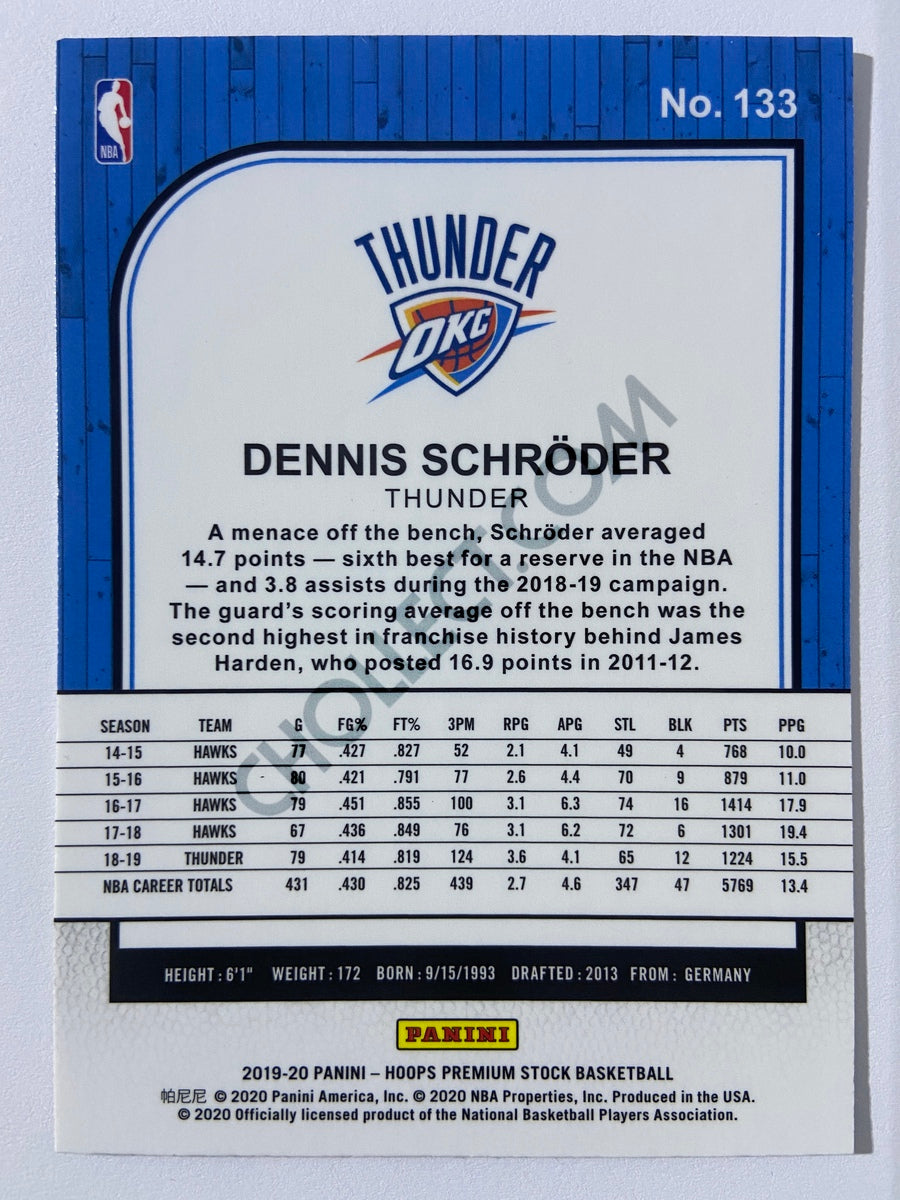 NBA
No. 133
THUNDER
OKC
DENNIS SCHRÖDER
THUNDER
A menace off the bench, Schröder averaged
14.7 points — sixth best for a reserve in the NBA
— and 3.8 assists during the 2018-19 campaign.
The guard's scoring average off the bench was the
second highest in franchise history behind James
Harden, who posted 16.9 points in 2011-12.
CHOLLECT.COM
SEASON TEAM G FG% FT% 3PM RPG APG STL BLK PTS PPG
14-15 HAWKS 77 .427 .827 52 2.1 4.1 49 4 768 10.0
15-16 HAWKS 80 .421 .791 77 2.6 4.4 70 9 879 11.0
16-17 HAWKS 79 .451 .855 100 3.1 6.3 74 16 1414 17.9
17-18 HAWKS 67 .436 .849 76 3.1 6.2 72 6 1301 19.4
18-19 THUNDER 79 .414 .819 124 3.6 4.1 65 12 1224 15.5
NBA CAREER TOTALS 431 .430 .825 439 2.7 4.6 347 47 5769 13.4
HEIGHT : 6'1" WEIGHT : 172 BORN : 9/15/1993 DRAFTED : 2013 FROM : GERMANY
PANINI
2019-20 PANINI – HOOPS PREMIUM STOCK BASKETBALL
帕尼尼 © 2020 Panini America, Inc. © 2020 NBA Properties, Inc. Produced in the USA.
© 2020 Officially licensed product of the National Basketball Players Association.